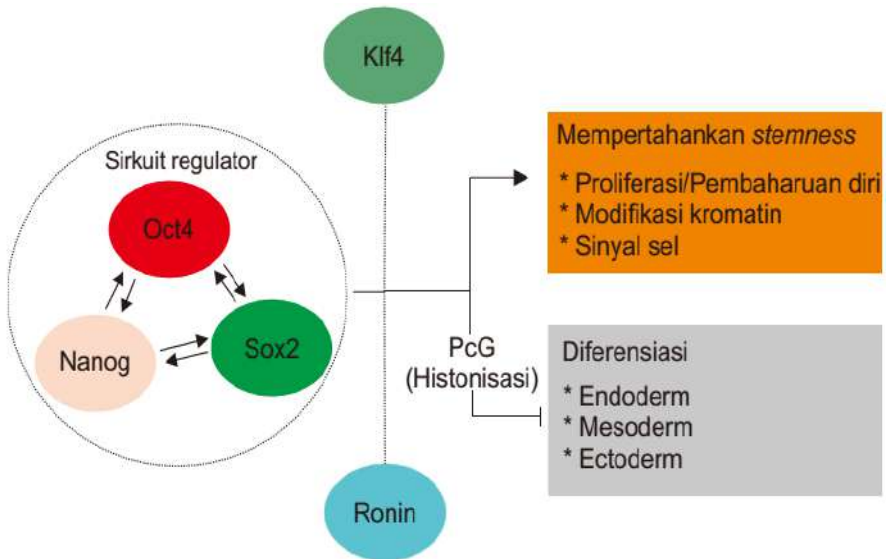 Klf4
Sirkuit regulator
Oct4
Nanog
Sox2
Mempertahankan stemness
* Proliferasi/Pembaharuan diri
* Modifikasi kromatin
* Sinyal sel
PcG
(Histonisasi)
Diferensiasi
* Endoderm
* Mesoderm
* Ectoderm
Ronin